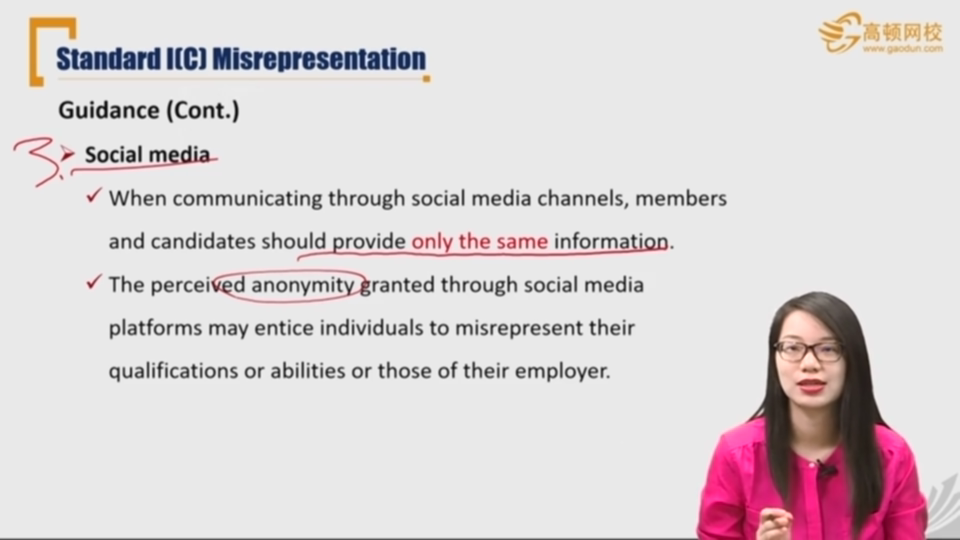 Standard I(C) Misrepresentation
高顿网校
www.gaodun.com
Guidance (Cont.)
3. Social media
When communicating through social media channels, members
and candidates should provide only the same information.
The perceived anonymity granted through social media
platforms may entice individuals to misrepresent their
qualifications or abilities or those of their employer.